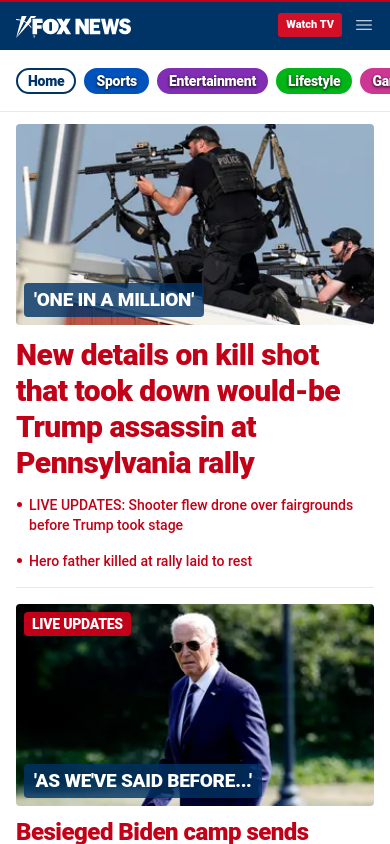 FOX NEWS
Watch TV
Home
Sports
Entertainment
Lifestyle
POLICE
'ONE IN A MILLION'
New details on kill shot
that took down would-be
Trump assassin at
Pennsylvania rally
• LIVE UPDATES: Shooter flew drone over fairgrounds
before Trump took stage
• Hero father killed at rally laid to rest
LIVE UPDATES
'AS WE'VE SAID BEFORE...'
Besieged Biden camp sends